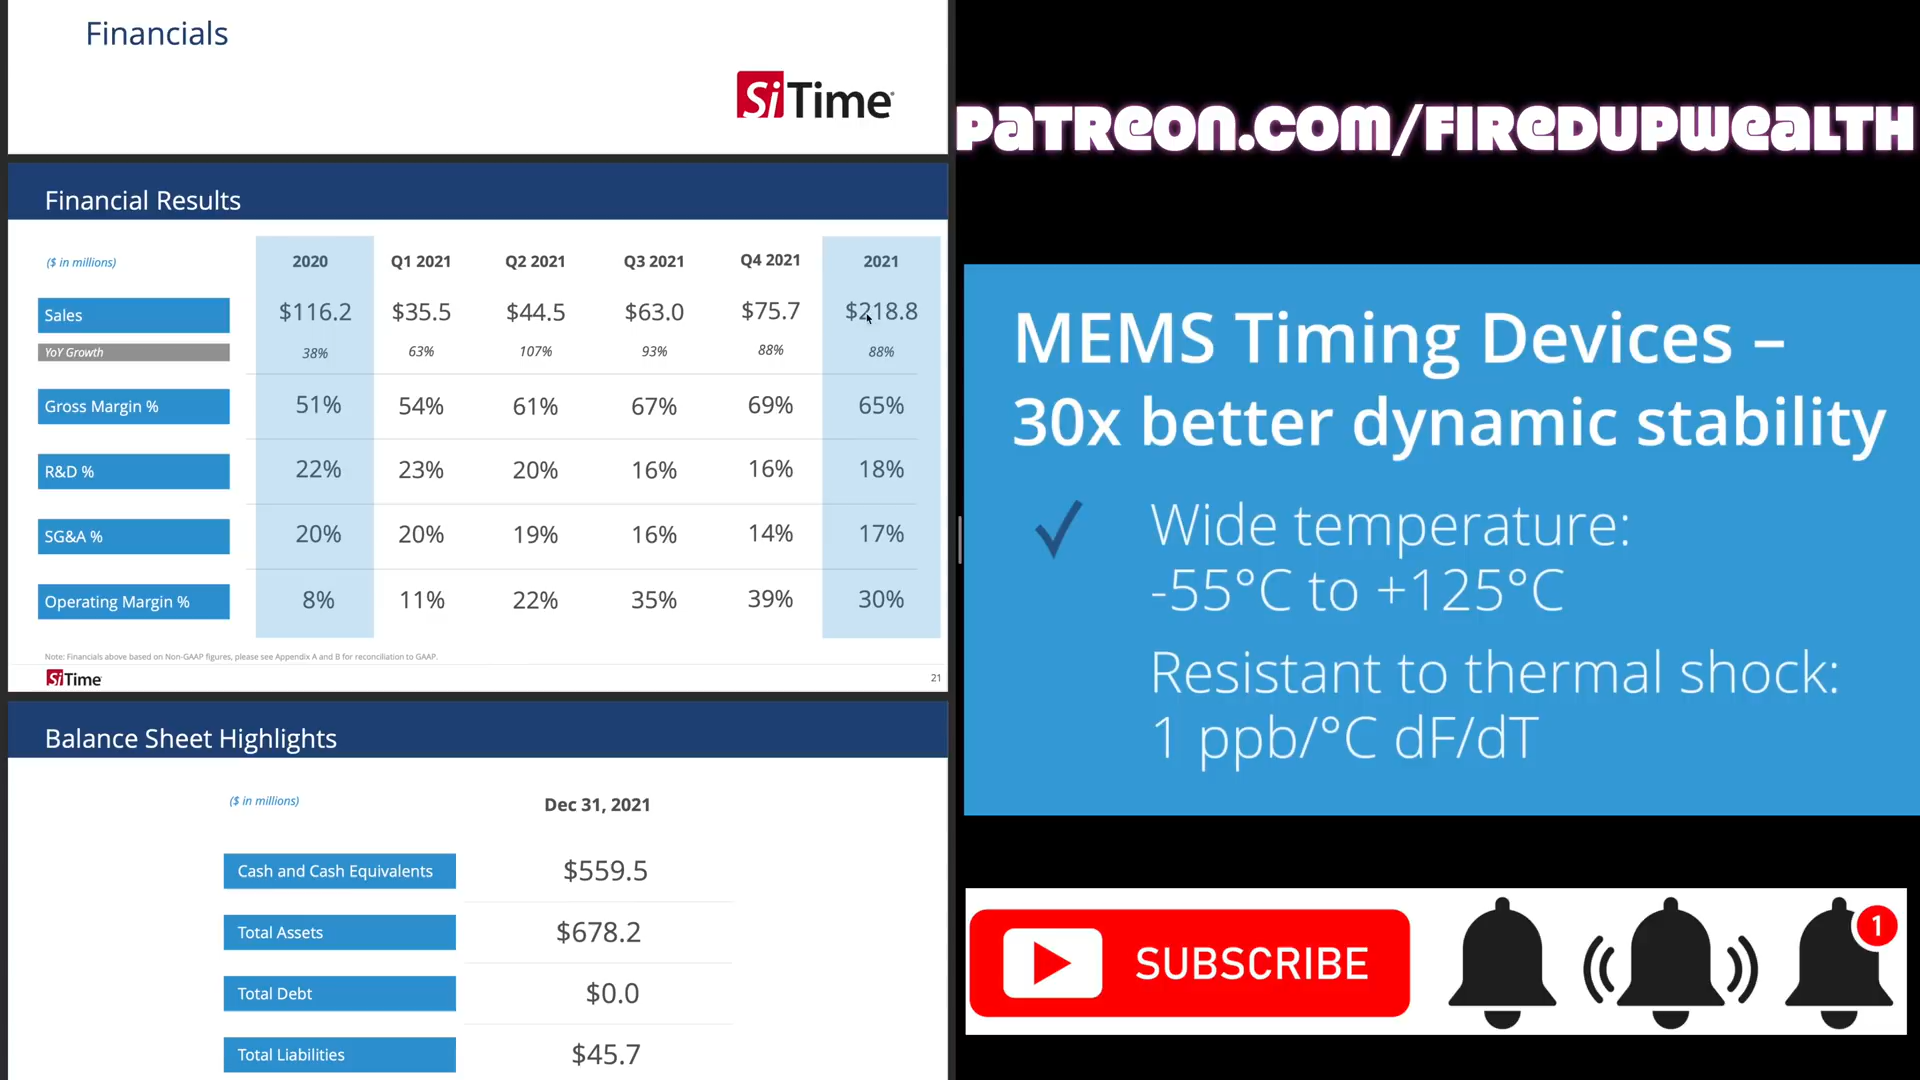 Financials
SiTime
Financial Results
($ in millions) 2020 Q1 2021 Q2 2021 Q3 2021 Q4 2021 2021
Sales $116.2 $35.5 $44.5 $63.0 $75.7 $218.8
YoY Growth 38% 63% 107% 93% 88% 88%
Gross Margin % 51% 54% 61% 67% 69% 65%
R&D % 22% 23% 20% 16% 16% 18%
SG&A % 20% 20% 19% 16% 14% 17%
Operating Margin % 8% 11% 22% 35% 39% 30%
Note: Financials above based on Non-GAAP figures, please see Appendix A and B for reconciliation to GAAP.
SiTime 21
Balance Sheet Highlights
($ in millions) Dec 31, 2021
Cash and Cash Equivalents $559.5
Total Assets $678.2
Total Debt $0.0
Total Liabilities $45.7
PATREON.COM/FIREDUPWEALTH
MEMS Timing Devices –
30x better dynamic stability
✓ Wide temperature:
-55°C to +125°C
Resistant to thermal shock:
1 ppb/°C dF/dT
SUBSCRIBE 1